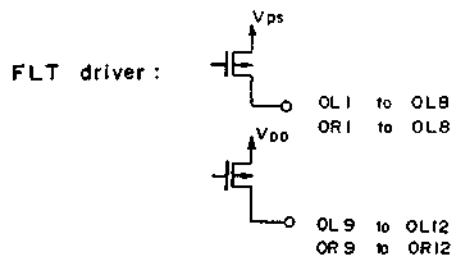 VPS
FLT driver :
OL1 to OL8
OR1 to OL8
VDD
OL9 to OL12
OR9 to OR12